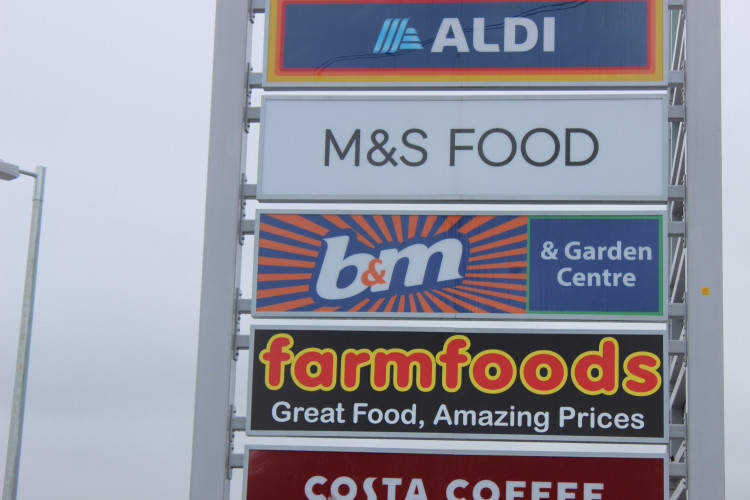 ALDI
M&S FOOD
b&m
& Garden
Centre
farmfoods
Great Food, Amazing Prices
COSTA COFFEE